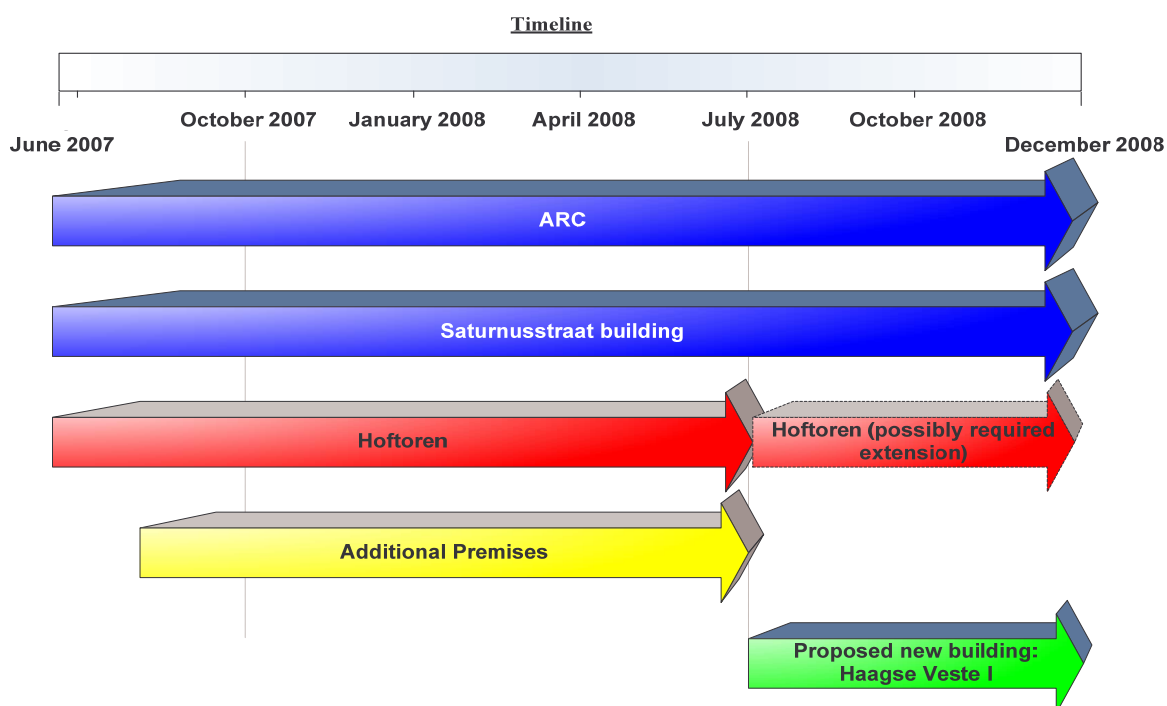 Timeline
October 2007 January 2008 April 2008 July 2008 October 2008
June 2007 December 2008
ARC
Saturnusstraat building
Hoftoren
Hoftoren (possibly required
extension)
Additional Premises
Proposed new building:
Haagse Veste I